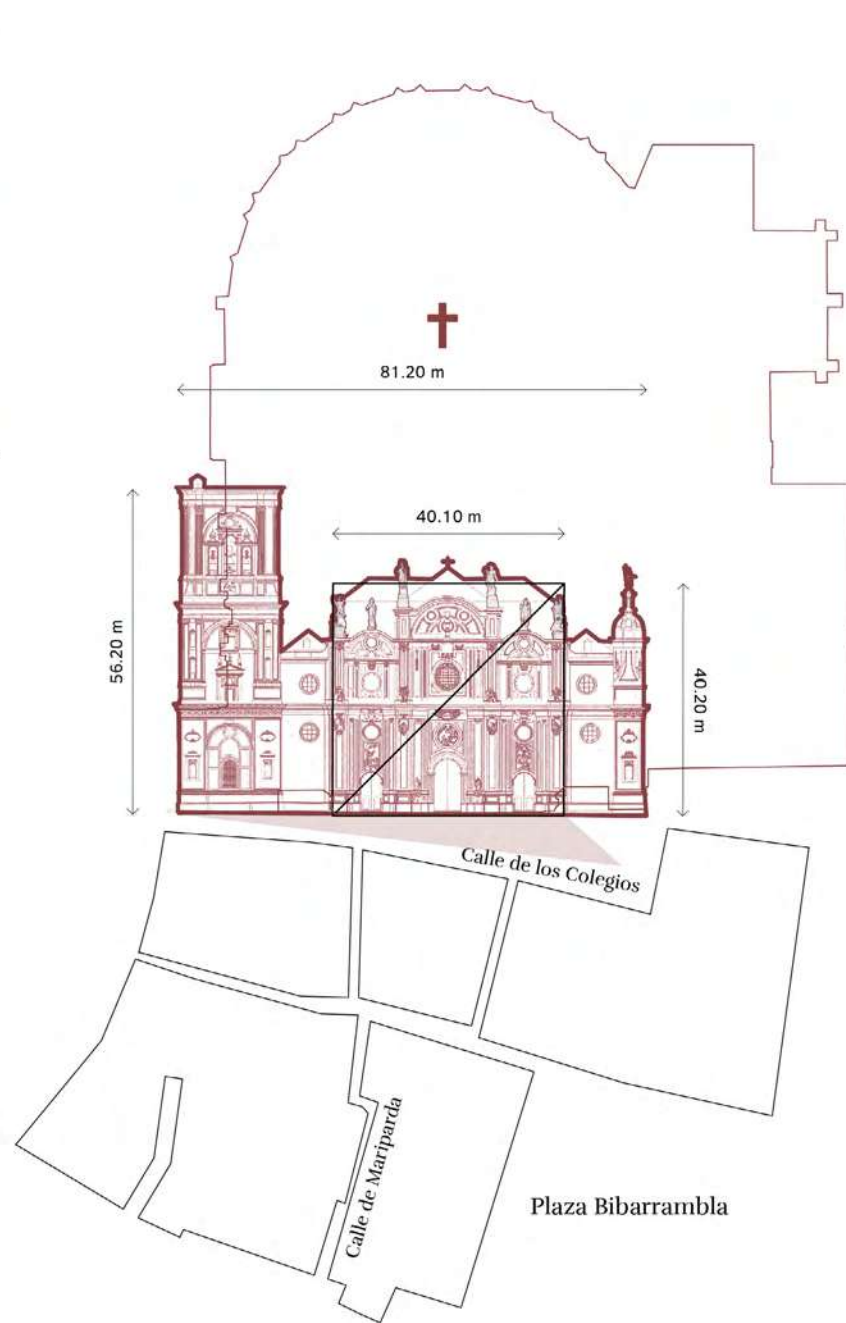 81.20 m
40.10 m
56.20 m
40.20 m
Calle de los Colegios
Calle de Mariparda
Plaza Bibarrambla